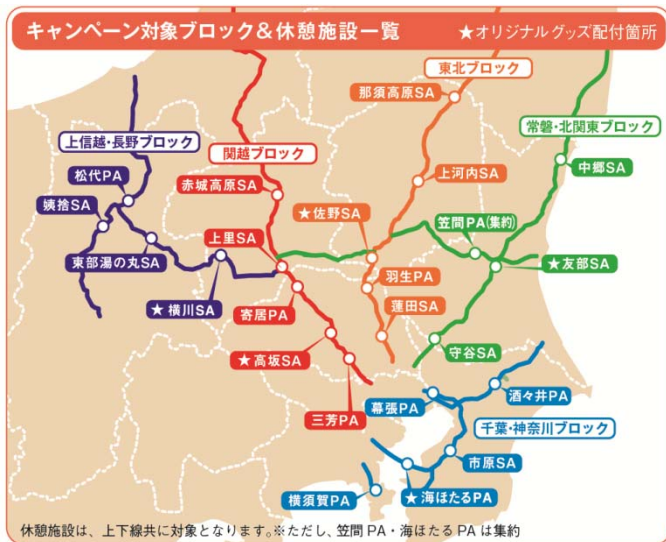 キャンペーン対象ブロック&休憩施設一覧 ★オリジナルグッズ配付箇所
東北ブロック
那須高原SA
常磐・北関東ブロック
上信越・長野ブロック
関越ブロック
中郷SA
松代PA
赤城高原SA
上河内SA
姨捨SA
★佐野SA
笠間PA(集約)
上里SA
東部湯の丸SA
羽生PA
★友部SA
★横川SA
寄居PA
蓮田SA
★高坂SA
守谷SA
三芳PA
幕張PA
酒々井PA
千葉・神奈川ブロック
市原SA
横須賀PA
★海ほたるPA
休憩施設は、上下線共に対象となります。※ただし、笠間PA・海ほたるPAは集約